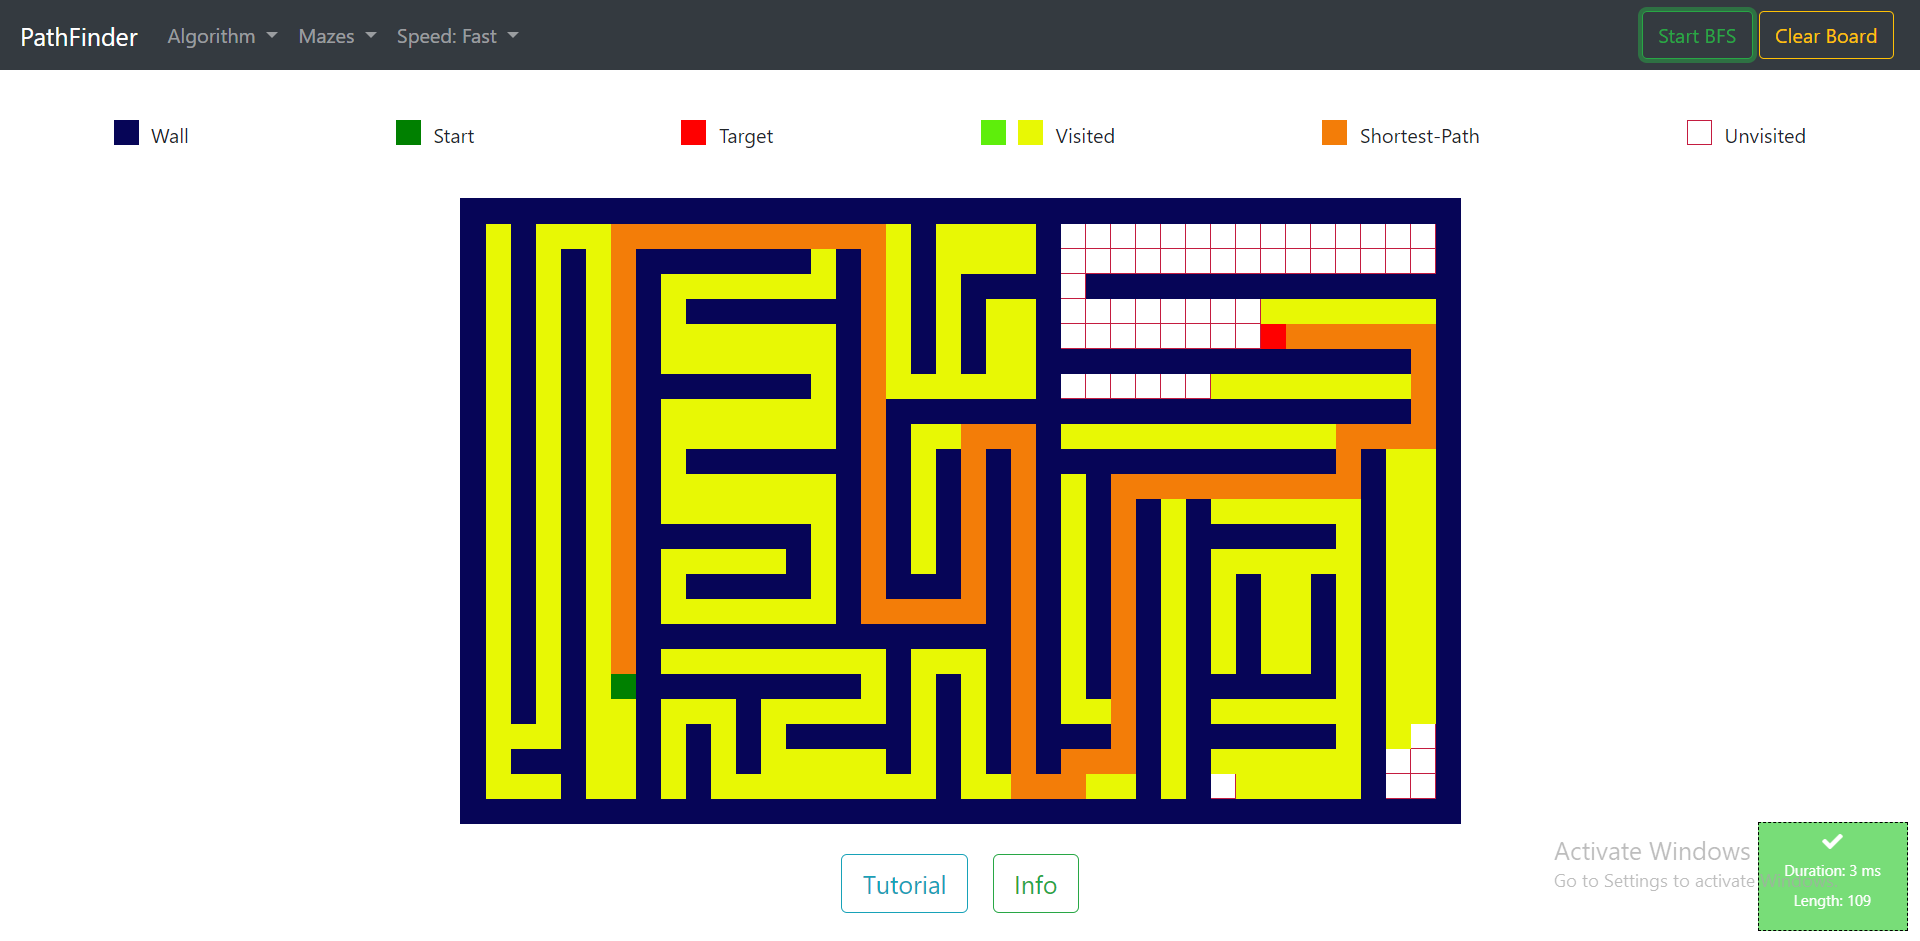 PathFinder Algorithm Mazes Speed: Fast Start BFS Clear Board
Wall Start Target Visited Shortest-Path Unvisited
Tutorial Info
Activate Windows
Go to Settings to activate Windows.
Duration: 3 ms
Length: 109